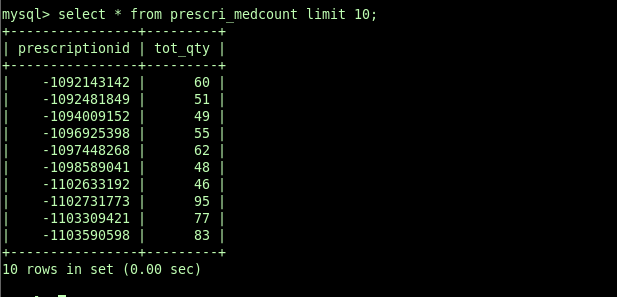 mysql> select * from prescri_medcount limit 10;
+----------------+---------+
| prescriptionid | tot_qty |
+----------------+---------+
|    -1092143142 |      60 |
|    -1092481849 |      51 |
|    -1094009152 |      49 |
|    -1096925398 |      55 |
|    -1097448268 |      62 |
|    -1098589041 |      48 |
|    -1102633192 |      46 |
|    -1102731773 |      95 |
|    -1103309421 |      77 |
|    -1103590598 |      83 |
+----------------+---------+
10 rows in set (0.00 sec)